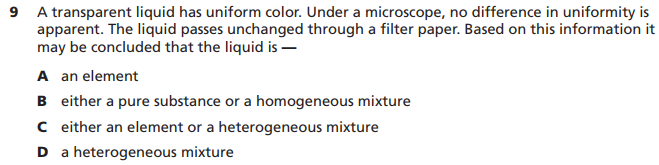 9 A transparent liquid has uniform color. Under a microscope, no difference in uniformity is
apparent. The liquid passes unchanged through a filter paper. Based on this information it
may be concluded that the liquid is —
A an element
B either a pure substance or a homogeneous mixture
C either an element or a heterogeneous mixture
D a heterogeneous mixture